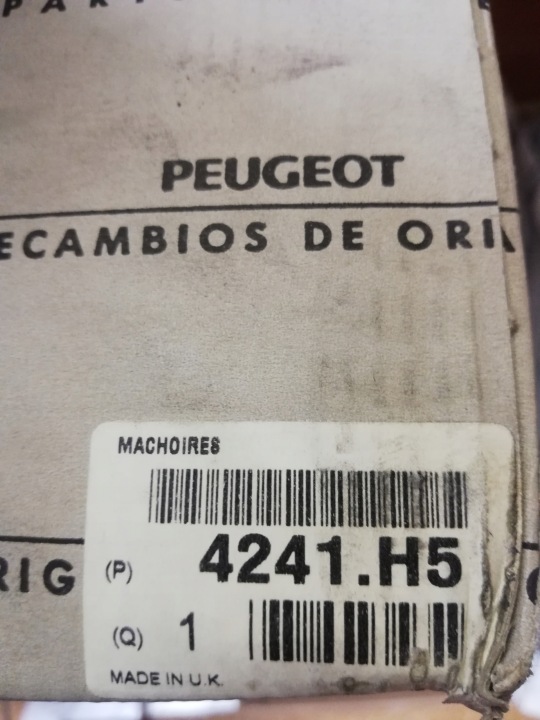 PEUGEOT
ECAMBIOS DE ORI
MACHOIRES
RIG
(P) 4241.H5
(Q) 1
MADE IN U.K.